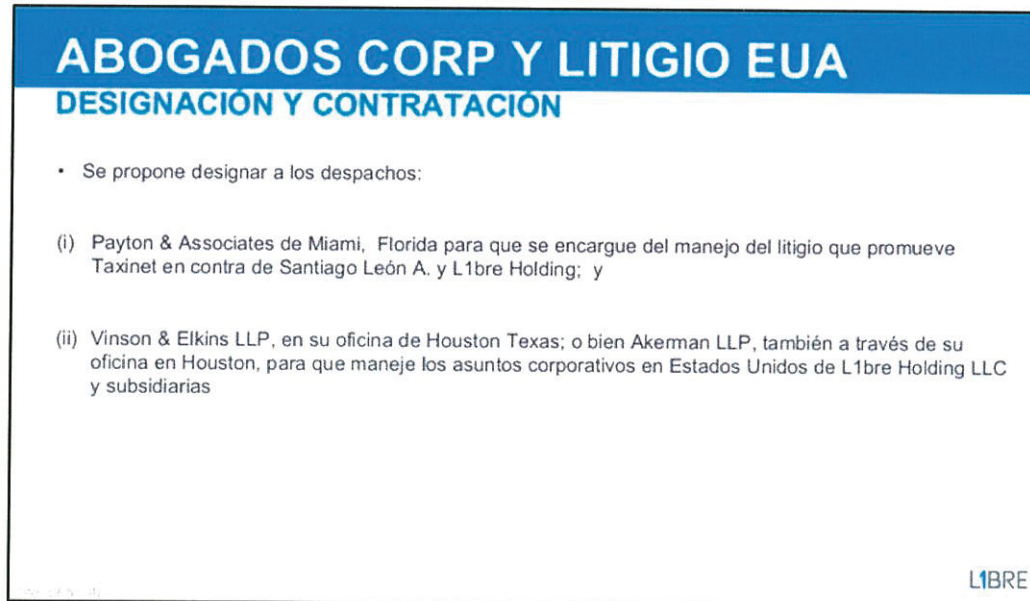 ABOGADOS CORP Y LITIGIO EUA
DESIGNACIÓN Y CONTRATACIÓN
• Se propone designar a los despachos:
(i) Payton & Associates de Miami, Florida para que se encargue del manejo del litigio que promueve
Taxinet en contra de Santiago León A. y L1bre Holding; y
(ii) Vinson & Elkins LLP, en su oficina de Houston Texas; o bien Akerman LLP, también a través de su
oficina en Houston, para que maneje los asuntos corporativos en Estados Unidos de L1bre Holding LLC
y subsidiarias
L1BRE